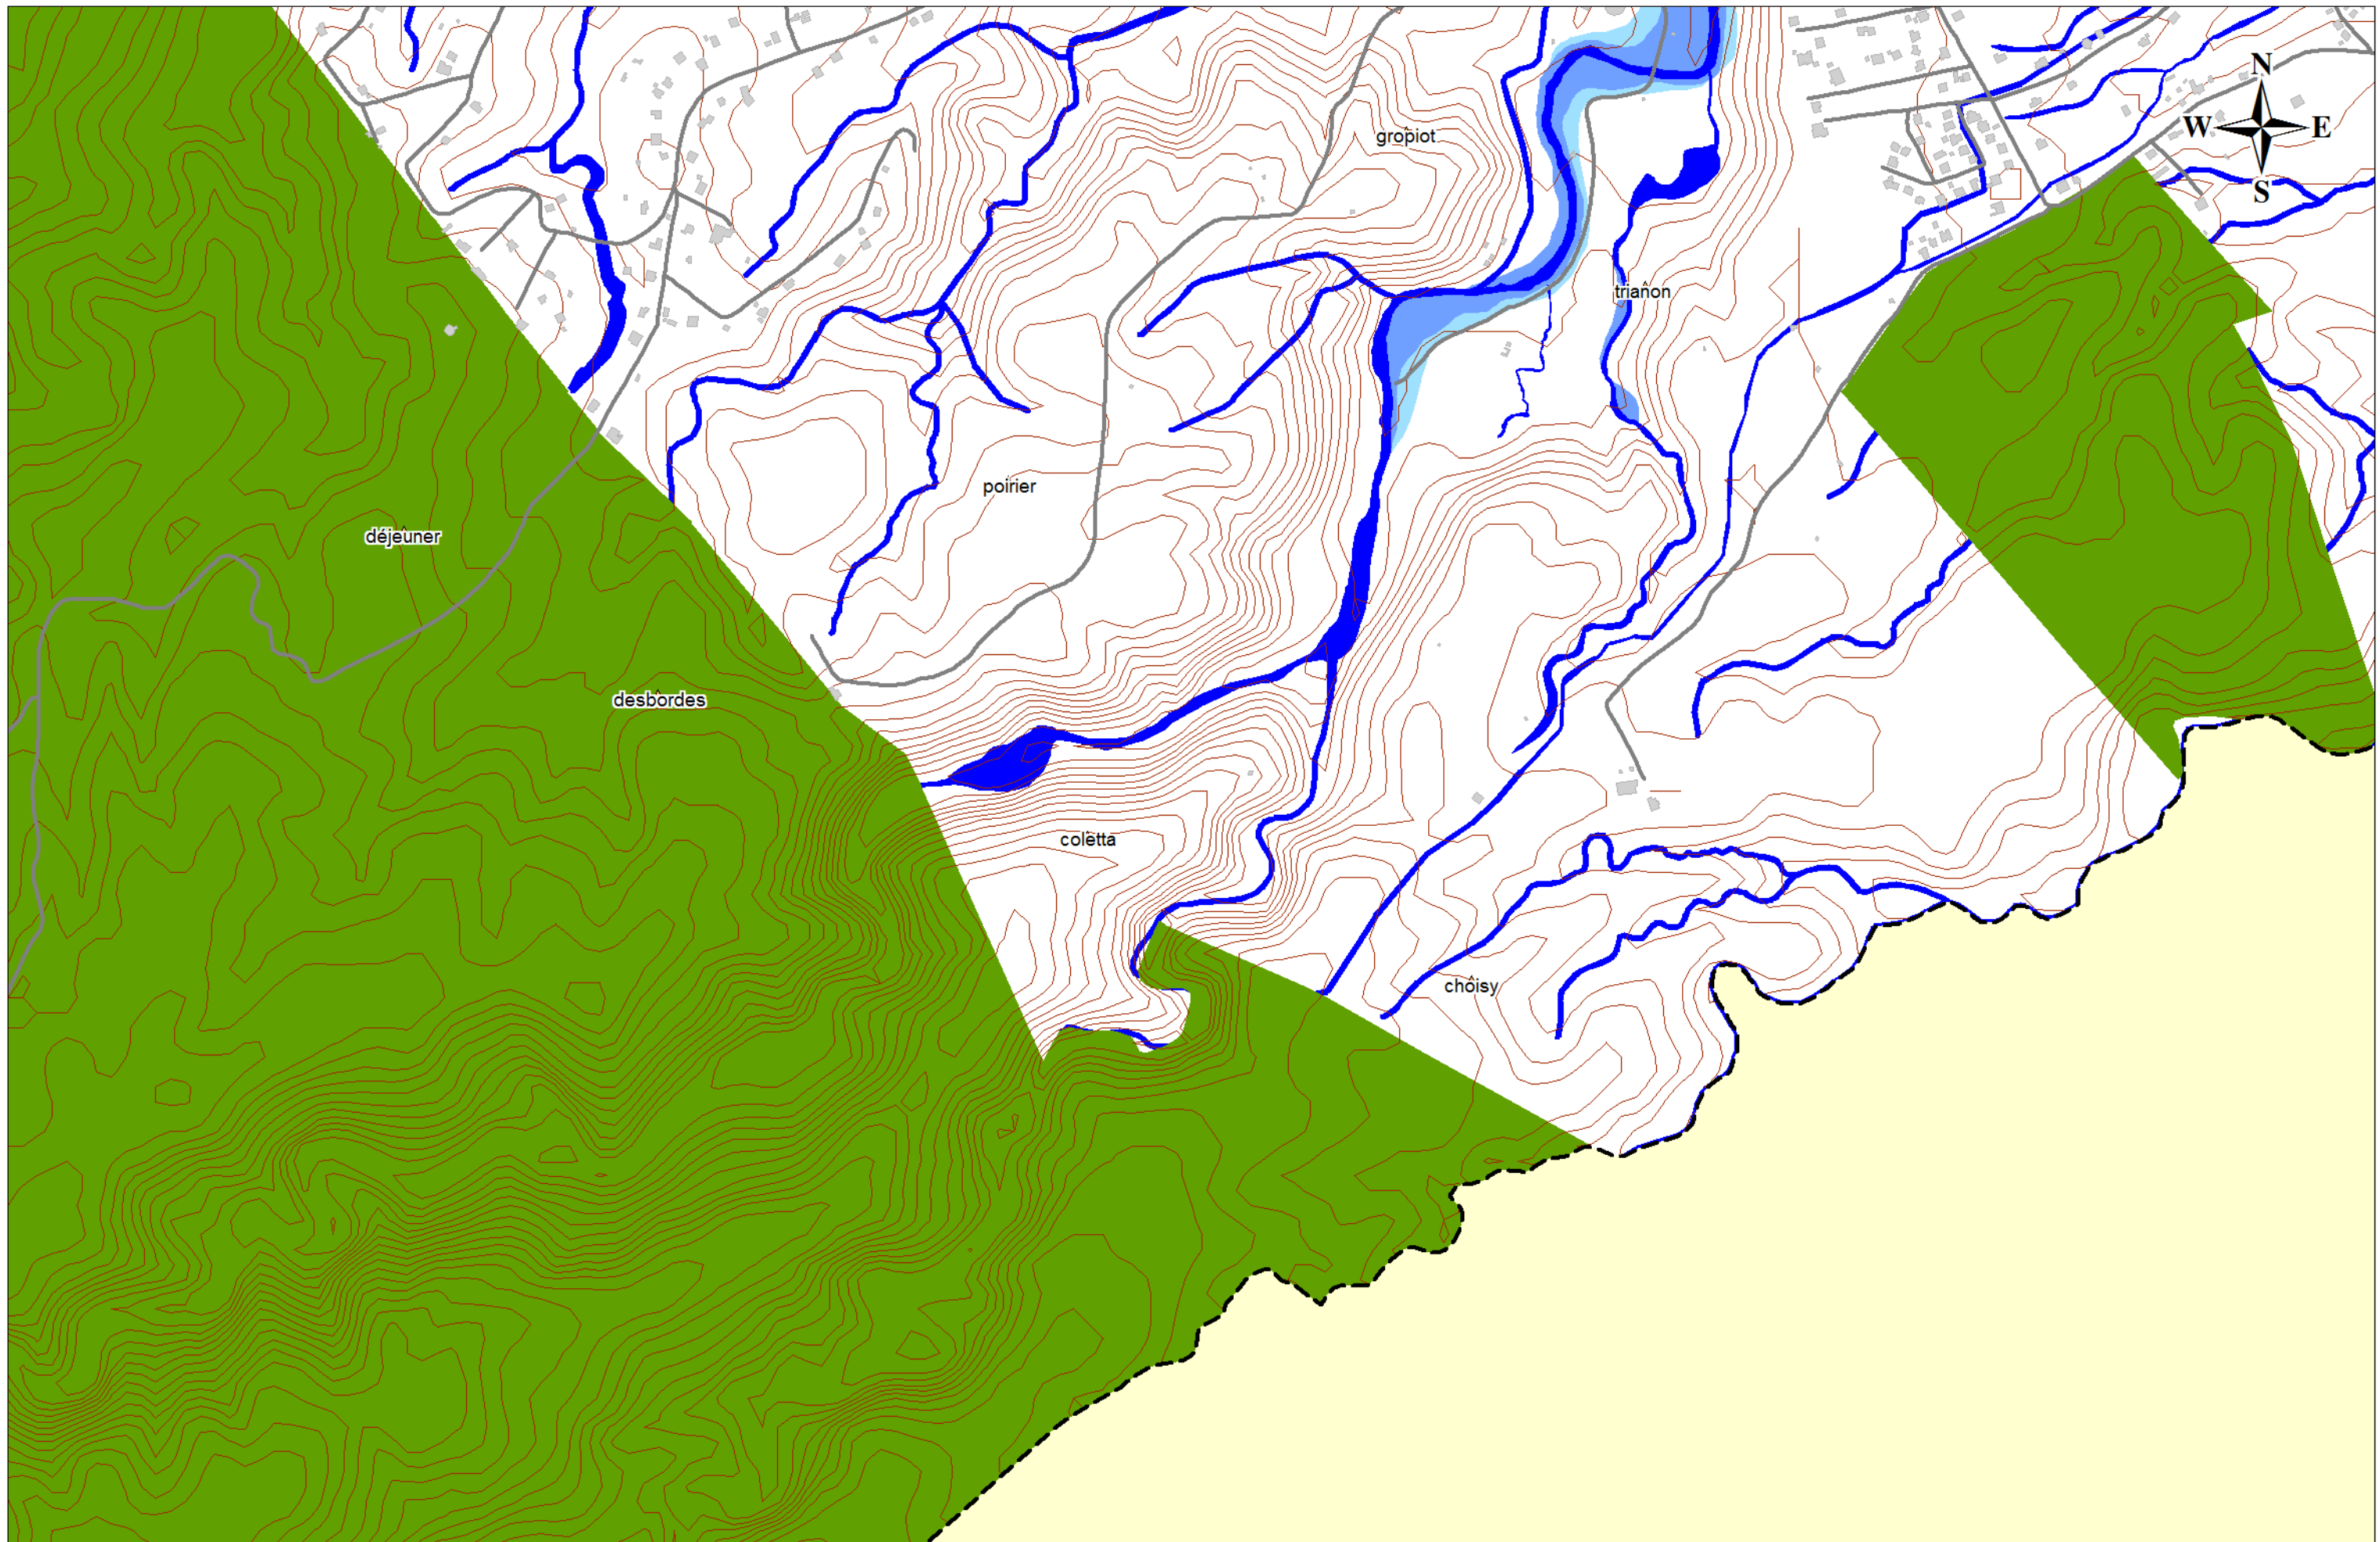 N
W E
S
gropiot
trianon
poirier
déjeuner
desbordes
coletta
choisy